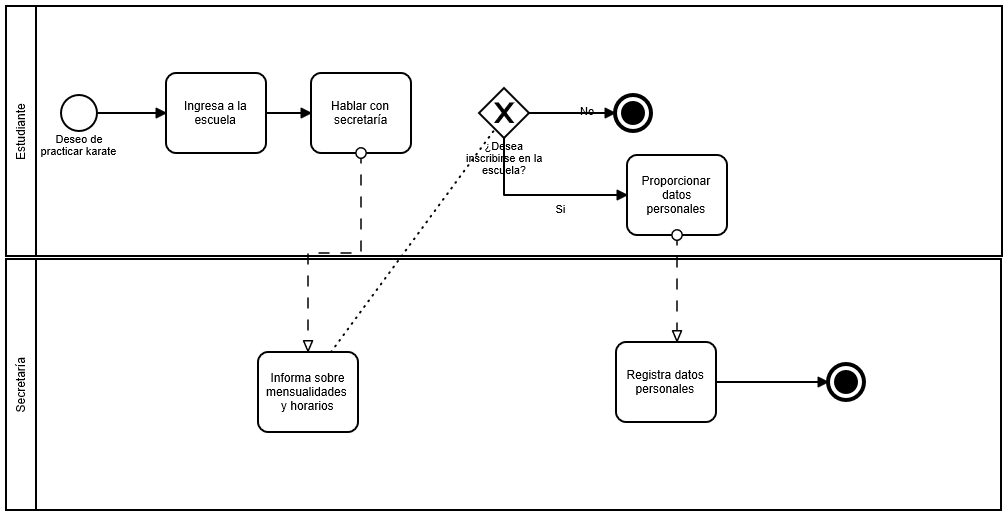 Estudiante
Deseo de
practicar karate
Ingresa a la
escuela
Hablar con
secretaría
¿Desea
inscribirse en la
escuela?
No
Si
Proporcionar
datos
personales
Secretaría
Informa sobre
mensualidades
y horarios
Registra datos
personales